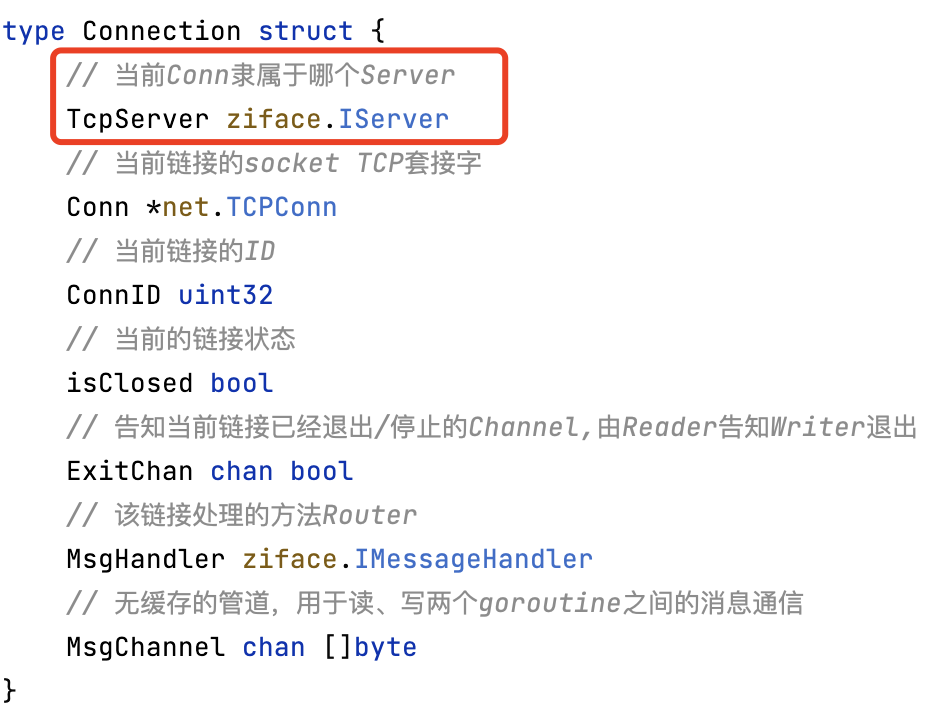 type Connection struct {
// 当前Conn隶属于哪个Server
TcpServer ziface.IServer
// 当前链接的socket TCP套接字
Conn *net.TCPConn
// 当前链接的ID
ConnID uint32
// 当前的链接状态
isClosed bool
// 告知当前链接已经退出/停止的Channel,由Reader告知Writer退出
ExitChan chan bool
// 该链接处理的方法Router
MsgHandler ziface.IMessageHandler
// 无缓存的管道，用于读、写两个goroutine之间的消息通信
MsgChannel chan []byte
}